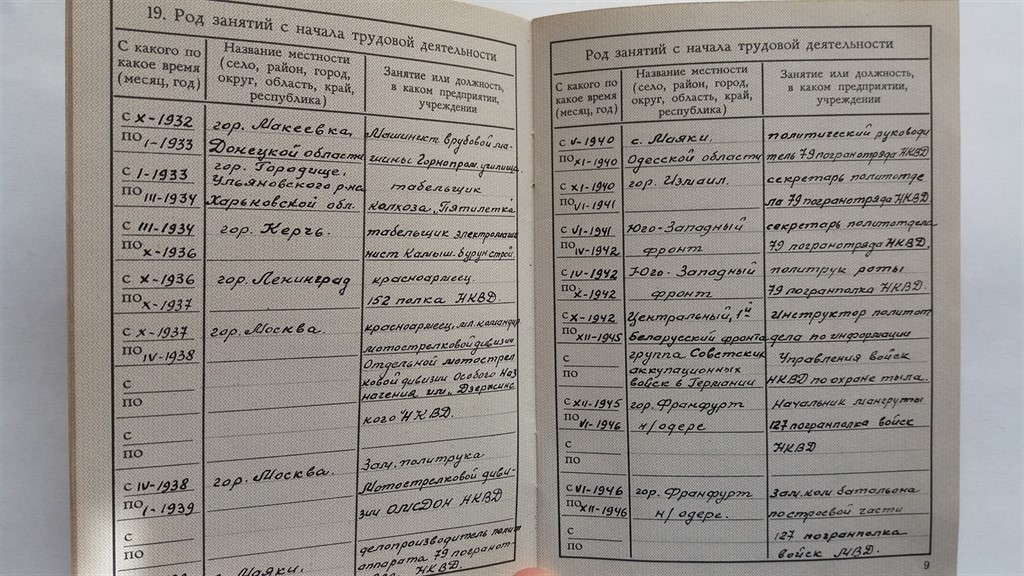 19. Род занятий с начала трудовой деятельности
С какого по какое время (месяц, год)
Название местности (село, район, город, округ, область, край, республика)
Занятие или должность, в каком предприятии, учреждении
с X-1932 гор. Макеевка, Машинист врубовой ма-
по I-1933 Донецкой области шины Горнопром. училища.
с I-1933 гор. Городище. Ульяновского р-на табельщик
по III-1934 Харьковской обл. колхоза "Пятилетка
с III-1934 гор. Керчь. табельщик электромаши
по X-1936 нист Камыш. бурунстрой.
с X-1936 гор. Ленинград красноармеец
по X-1937 152 полка НКВД.
с X-1937 гор. Москва. красноармеец, мл. командир
по IV-1938 мотострелковой дивизии
с Отдельной мотострел
по ковой дивизии Особого Наз
начения им. Дзержинс
с кого НКВД.
по
с IV-1938 гор. Москва. Зам. политрука
по I-1939 Мотострелковой диви-
зии ОМСДОН НКВД
с
по делопроизводитель полит
аппарата 79 погранот-
с. Маяки. НКВД.
Род занятий с начала трудовой деятельности
С какого по какое время (месяц, год)
Название местности (село, район, город, округ, область, край, республика)
Занятие или должность, в каком предприятии, учреждении
с V-1940 с. Маяки. политический руководи
по XI-1940 Одесской области тель 79 погранотряда НКВД
с XI-1940 гор. Измаил. секретарь политотде
по VI-1941 ла 79 погранотряда НКВД
с VI-1941 Юго-Западный секретарь политотдела
по IV-1942 фронт 79 погранотряда НКВД.
с IV-1942 Юго-Западный политрук роты
по X-1942 фронт 79 погранполка НКВД.
с X-1942 Центральный, 1й Инструктор политот
по XII-1945 Беларусский фронта дела по информации
с группа Советских Управления войск
по аккупационных войск в Германии НКВД по охране тыла.
с XII-1945 гор. Франфурт Начальник мангруппы
по VI-1946 н/одере. 127 погранполка войск
с НКВД
по
с VI-1946 гор. Франфурт Зам. ком батальона
по XII-1946 н/одере. по строевой части
с 127 погранполка
по войск МВД.
9